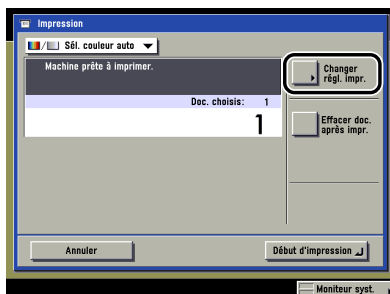 Impression
Sél. couleur auto
Machine prête à imprimer.
Changer
régl. impr.
Doc. choisis: 1
1
Effacer doc.
après impr.
Annuler
Début d'impression
Moniteur syst.